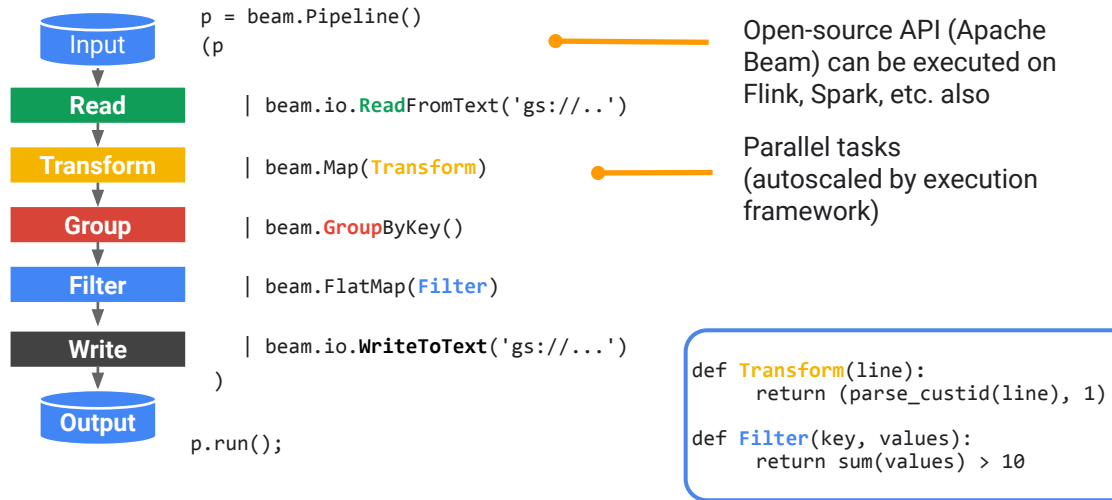 Input
Read
Transform
Group
Filter
Write
Output
p = beam.Pipeline()
(p
| beam.io.ReadFromText('gs://..')
| beam.Map(Transform)
| beam.GroupByKey()
| beam.FlatMap(Filter)
| beam.io.WriteToText('gs://...')
)
p.run();
Open-source API (Apache
Beam) can be executed on
Flink, Spark, etc. also
Parallel tasks
(autoscaled by execution
framework)
def Transform(line):
return (parse_custid(line), 1)
def Filter(key, values):
return sum(values) > 10